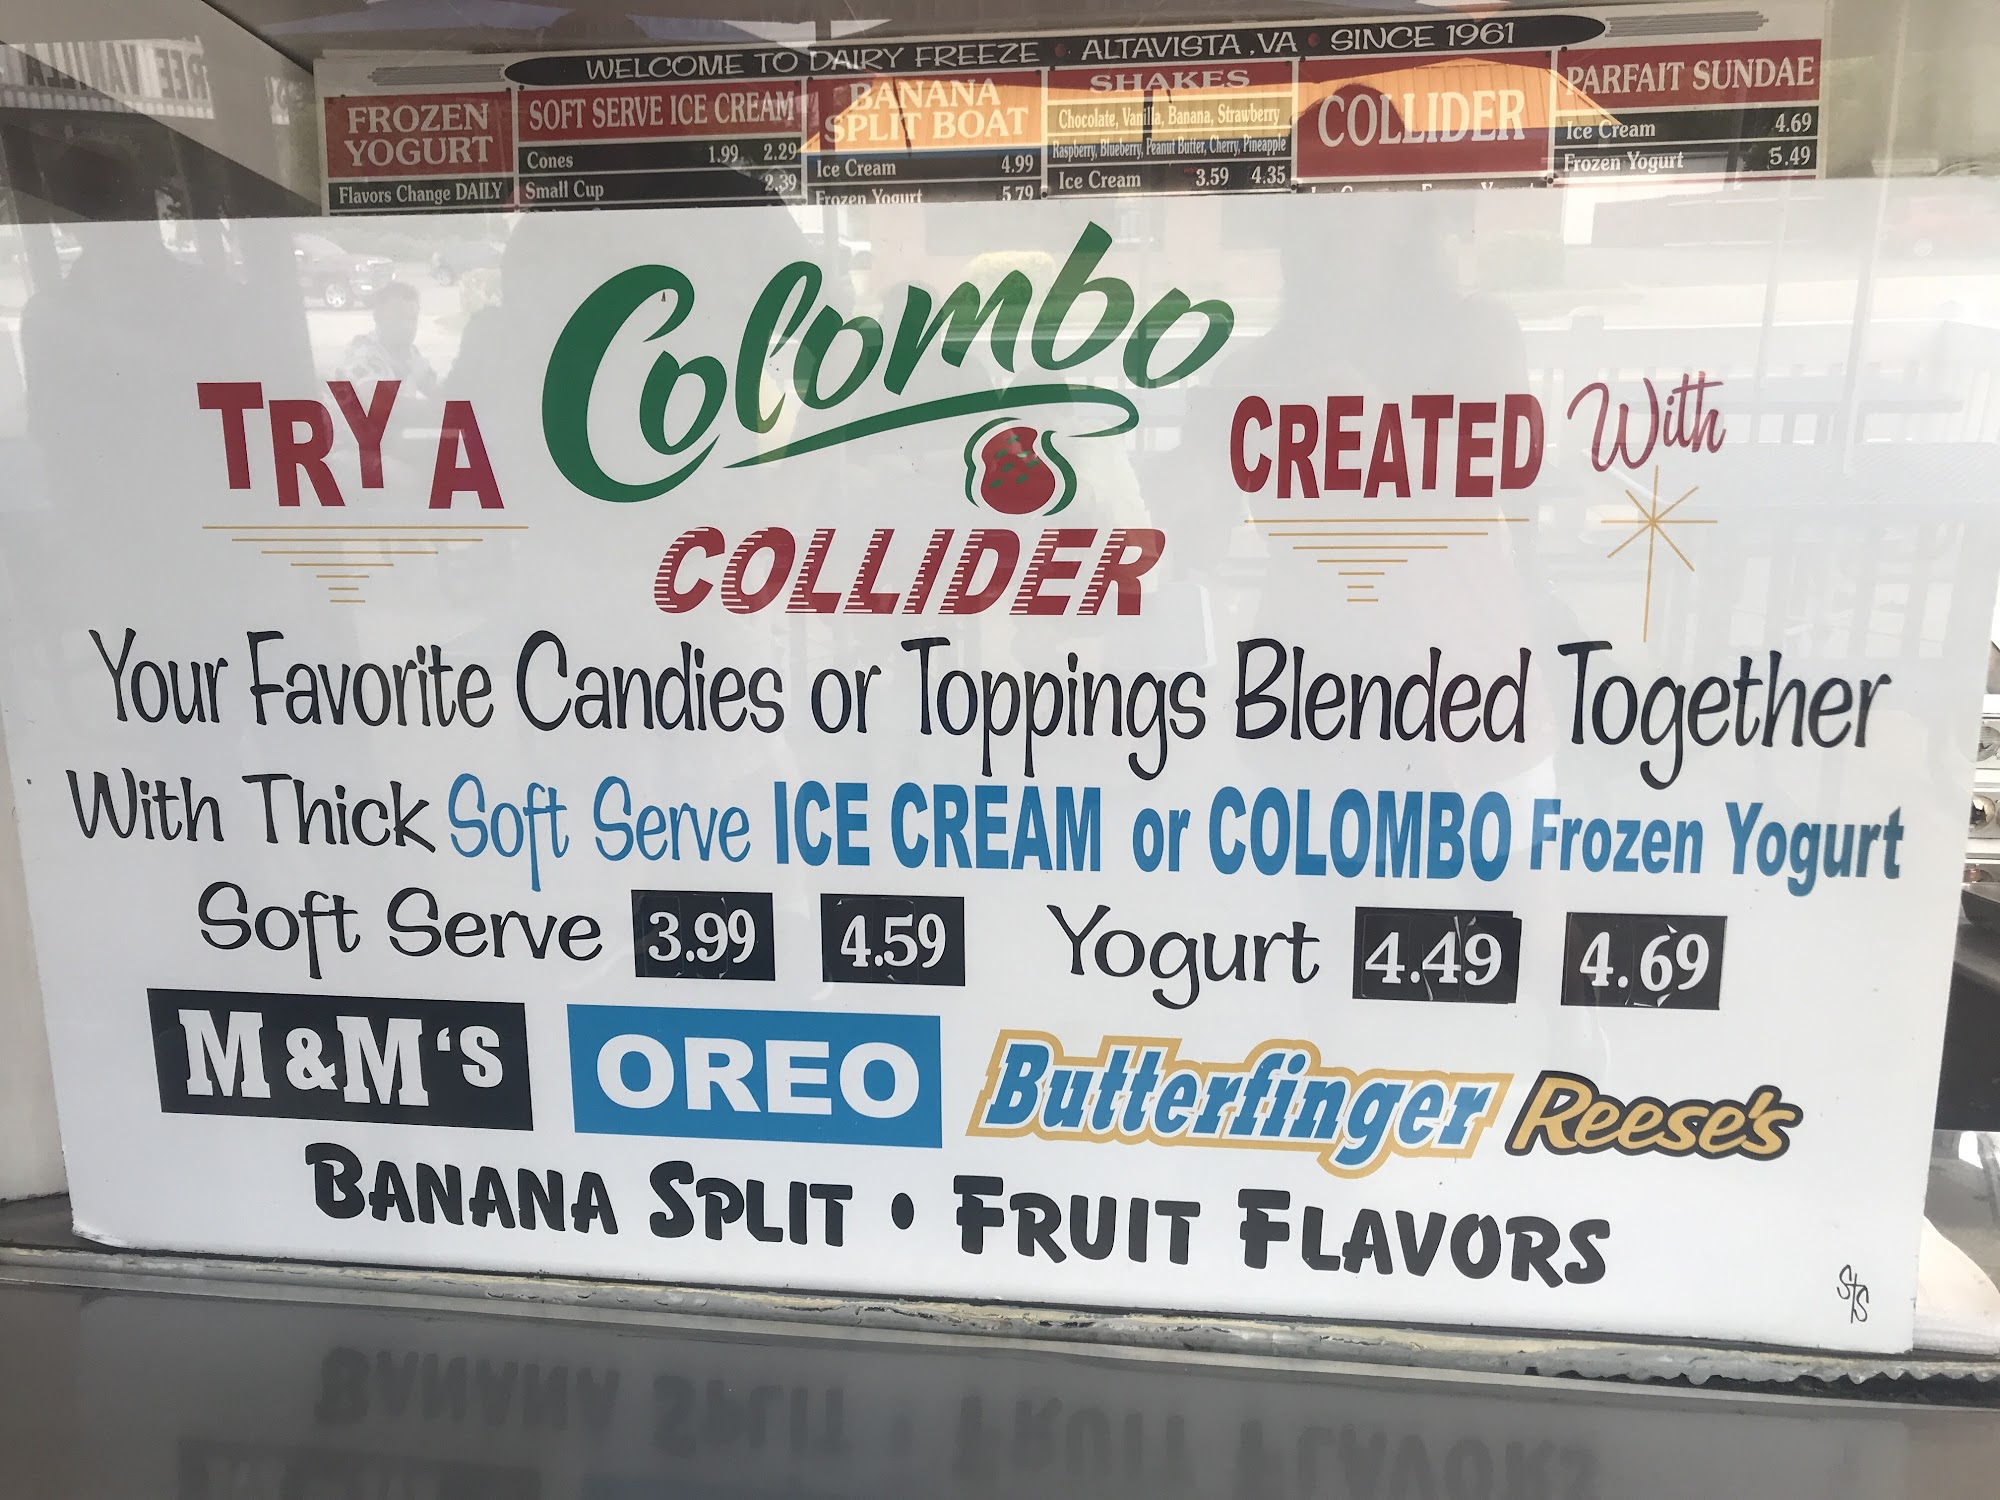 WELCOME TO DAIRY FREEZE • ALTAVISTA, VA • SINCE 1961
FROZEN
YOGURT
Flavors Change DAILY
SOFT SERVE ICE CREAM
Cones 1.99 2.29
Small Cup 2.39
BANANA
SPLIT BOAT
Ice Cream 4.99
Frozen Yogurt 5.79
SHAKES
Chocolate, Vanilla, Banana, Strawberry
Raspberry, Blueberry, Peanut Butter, Cherry, Pineapple
Ice Cream 3.59 4.35
COLLIDER
PARFAIT SUNDAE
Ice Cream 4.69
Frozen Yogurt 5.49
TRY A Colombo CREATED With
COLLIDER
Your Favorite Candies or Toppings Blended Together
With Thick Soft Serve ICE CREAM or COLOMBO Frozen Yogurt
Soft Serve 3.99 4.59 Yogurt 4.49 4.69
M&M'S OREO Butterfinger Reese's
BANANA SPLIT • FRUIT FLAVORS
STS